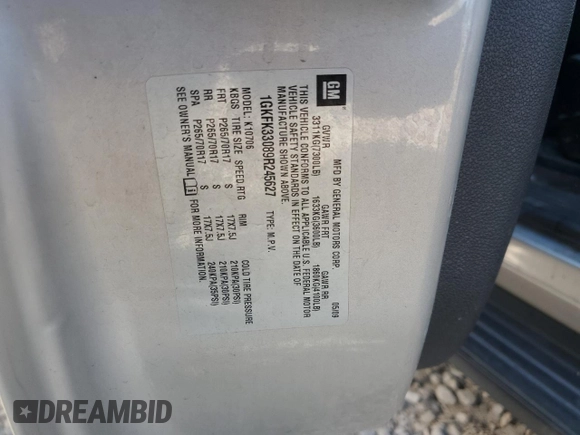 GM
MFD BY GENERAL MOTORS CORP. 05/09
GVWR GAWR FRT GAWR RR
3311KG(7300LB) 1633KG(3600LB) 1860KG(4100LB)
THIS VEHICLE CONFORMS TO ALL APPLICABLE U.S. FEDERAL MOTOR
VEHICLE SAFETY STANDARDS IN EFFECT ON THE DATE OF
MANUFACTURE SHOWN ABOVE.
1GKFK33089R245627 TYPE: M.P.V.
MODEL: K10706
KBGS TIRE SIZE SPEED RTG RIM COLD TIRE PRESSURE
FRT P265/70R17 S 17X7.5J 210KPA(30PSI)
RR P265/70R17 S 17X7.5J 210KPA(30PSI)
SPA P265/70R17 S 17X7.5J 240KPA(35PSI)
SEE OWNER'S MANUAL FOR MORE INFORMATION.
DREAMBID